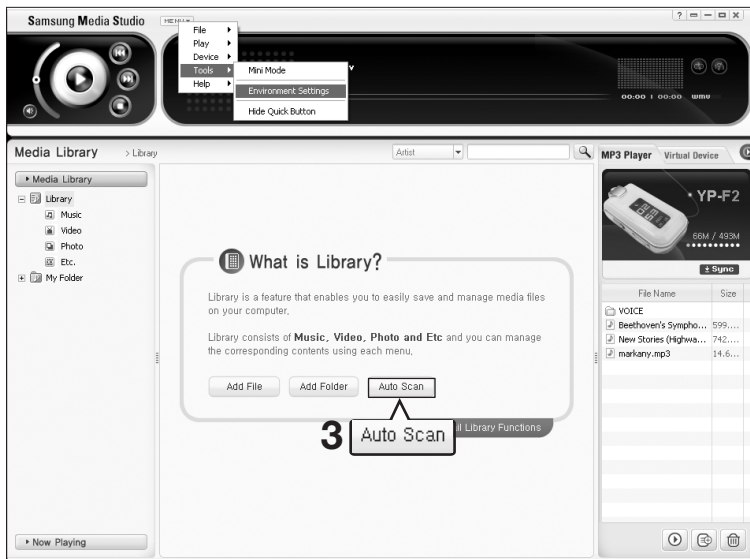 Samsung Media Studio
MENU
File
Play
Device
Tools
Help
Mini Mode
Environment Settings
Hide Quick Button
00:00 | 00:00 wmv
Media Library > Library
Artist
Media Library
Library
Music
Video
Photo
Etc.
My Folder
Now Playing
What is Library?
Library is a feature that enables you to easily save and manage media files
on your computer.
Library consists of Music, Video, Photo and Etc and you can manage
the corresponding contents using each menu.
Add File Add Folder Auto Scan
3 Auto Scan
Library Functions
MP3 Player Virtual Device
YP-F2
66M / 493M
Sync
File Name Size
VOICE
Beethoven's Sympho... 599....
New Stories (Highwa... 742....
markany.mp3 14.6...